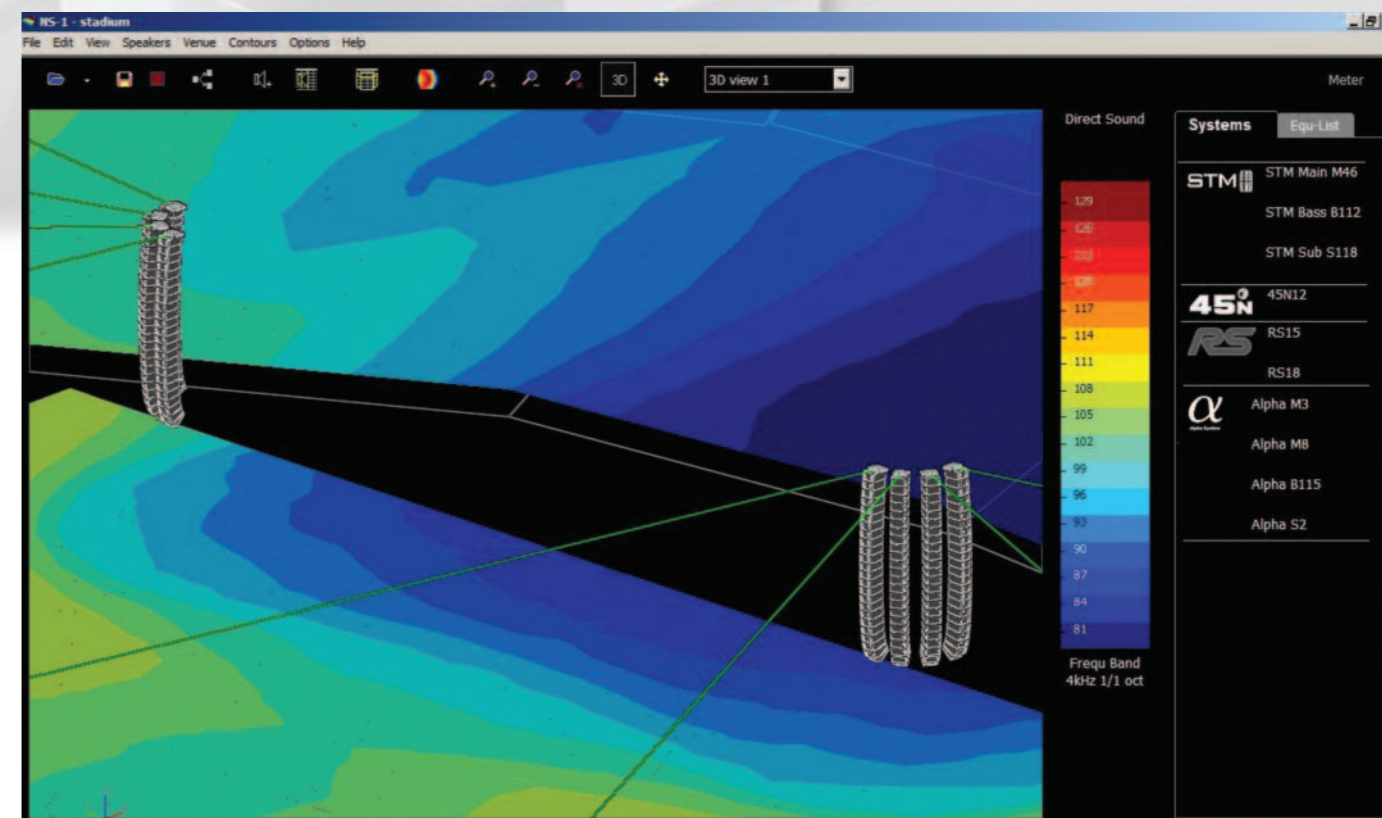 NS-1 - stadium
File Edit View Speakers Venue Contours Options Help
3D
3D view 1
Meter
Direct Sound
129
126
117
114
111
108
105
102
99
96
93
90
87
84
81
Frequ Band
4kHz 1/1 oct
Systems
Equ-List
STM
STM Main M46
STM Bass B112
STM Sub S118
45N
45N12
RS
RS15
RS18
α
Alpha System
Alpha M3
Alpha M8
Alpha B115
Alpha S2